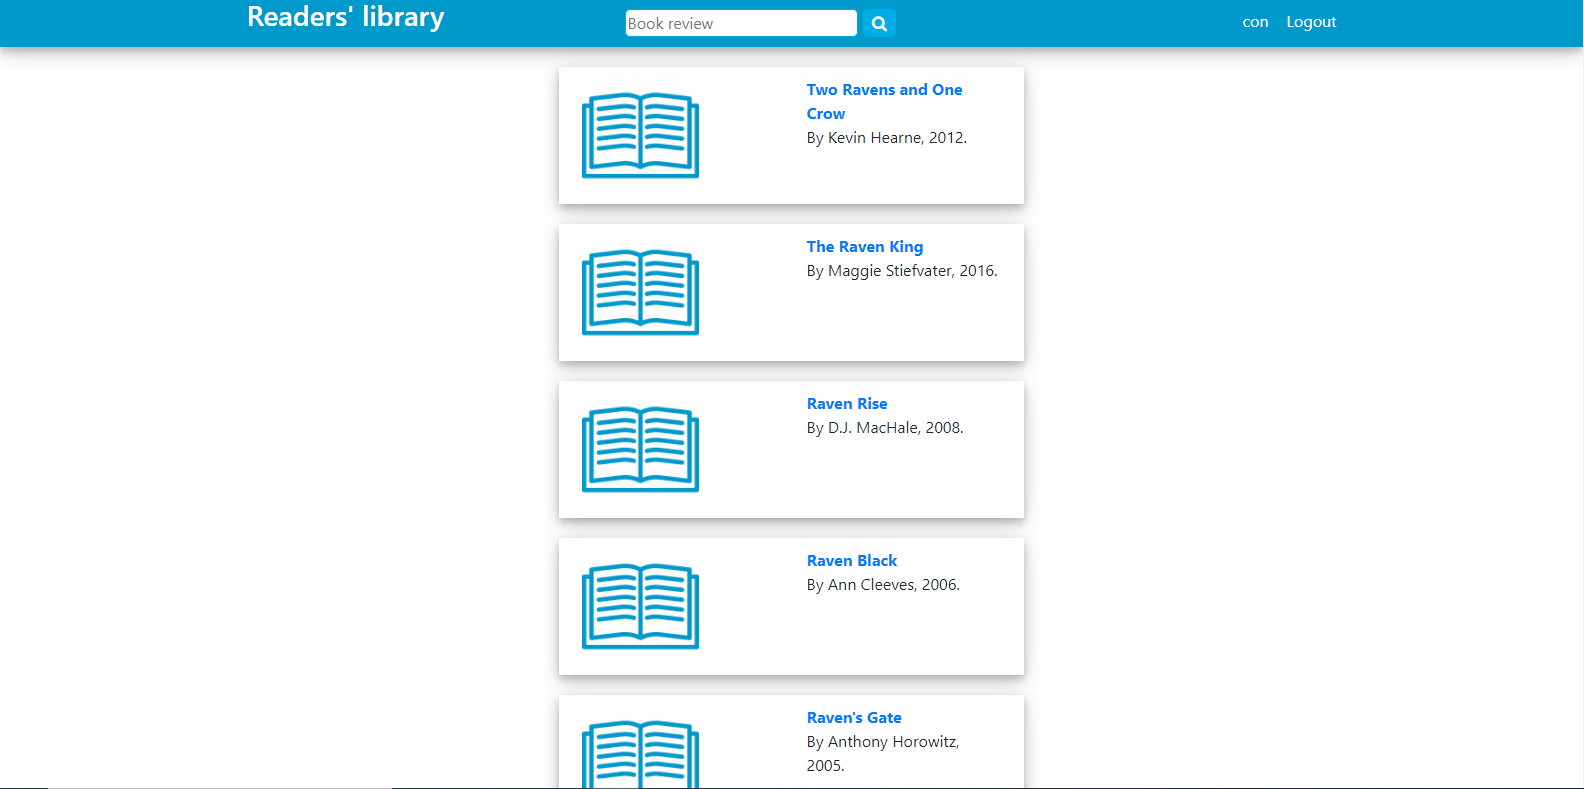 Readers' library
Book review
con
Logout
Two Ravens and One
Crow
By Kevin Hearne, 2012.
The Raven King
By Maggie Stiefvater, 2016.
Raven Rise
By D.J. MacHale, 2008.
Raven Black
By Ann Cleeves, 2006.
Raven's Gate
By Anthony Horowitz,
2005.